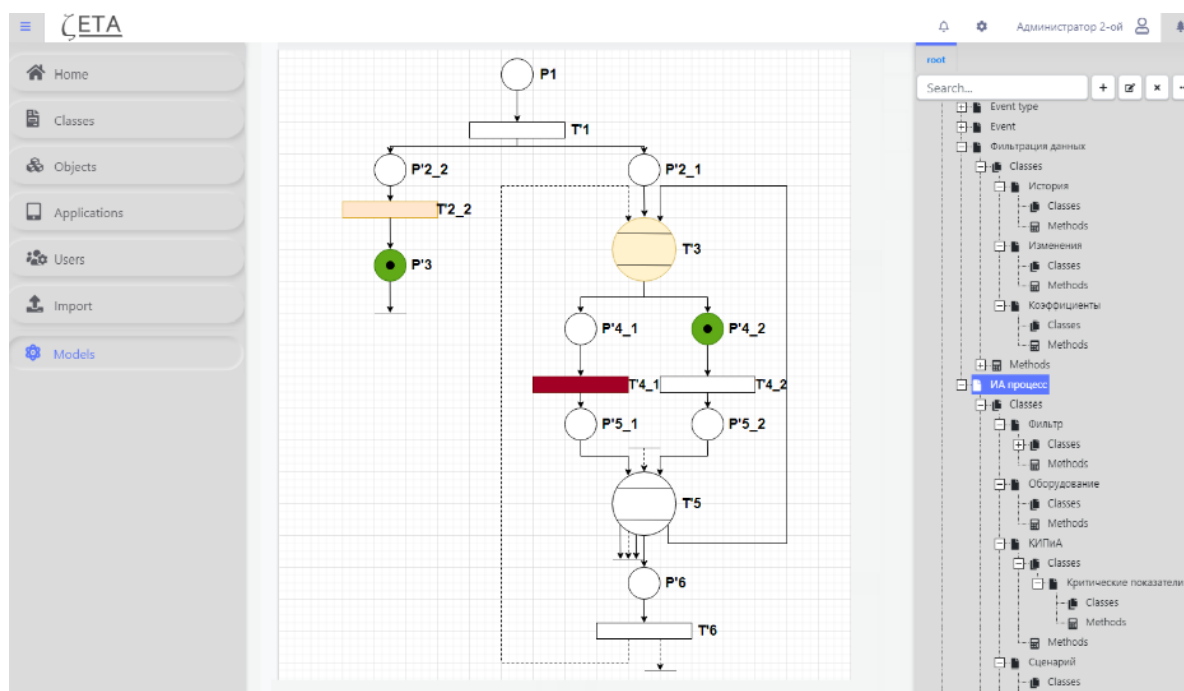 ζETA
Администратор 2-ой
Home
Classes
Objects
Applications
Users
Import
Models
P1
T'1
P'2_2
P'2_1
T'2_2
T'3
P'3
P'4_1
P'4_2
T'4_1
T'4_2
P'5_1
P'5_2
T'5
P'6
T'6
root
Search...
Event type
Event
Фильтрация данных
Classes
История
Classes
Methods
Изменения
Classes
Methods
Коэффициенты
Classes
Methods
Methods
ИА процесс
Classes
Фильтр
Classes
Methods
Оборудование
Classes
Methods
КИПиА
Classes
Критические показатели
Classes
Methods
Methods
Сценарий
Classes